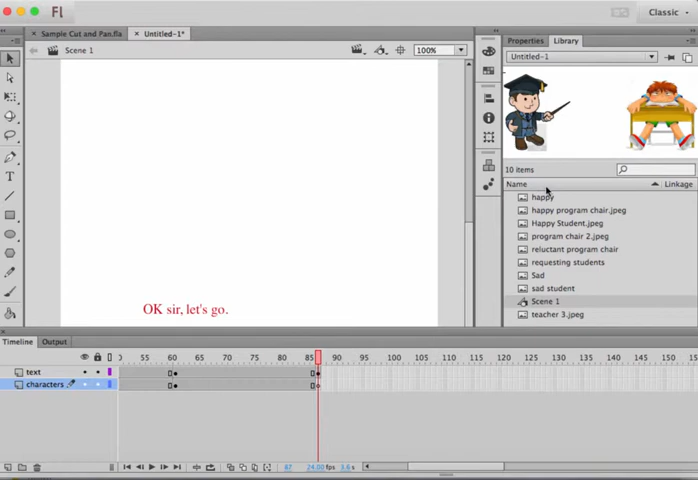 Fl
Classic
Sample Cut and Pan.fla
Untitled-1*
Properties
Library
Scene 1
100%
Untitled-1
10 items
Name
Linkage
happy
happy program chair.jpeg
Happy Student.jpeg
program chair 2.jpeg
reluctant program chair
requesting students
Sad
sad student
Scene 1
teacher 3.jpeg
OK sir, let's go.
Timeline
Output
55 60 65 70 75 80 85 90 95 100 105 110 115 120 125 130 135 140 145 150 155
text
characters
87 24.00 fps 3.6 s